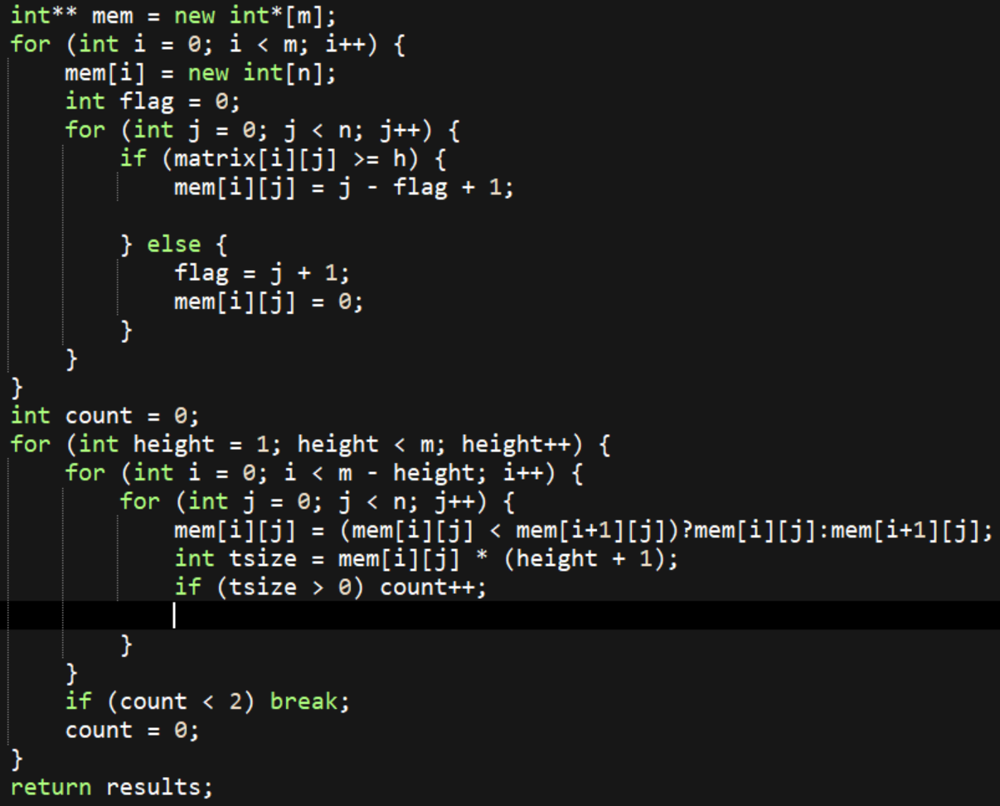 int** mem = new int*[m];
for (int i = 0; i < m; i++) {
    mem[i] = new int[n];
    int flag = 0;
    for (int j = 0; j < n; j++) {
        if (matrix[i][j] >= h) {
            mem[i][j] = j - flag + 1;

        } else {
            flag = j + 1;
            mem[i][j] = 0;
        }
    }
}
int count = 0;
for (int height = 1; height < m; height++) {
    for (int i = 0; i < m - height; i++) {
        for (int j = 0; j < n; j++) {
            mem[i][j] = (mem[i][j] < mem[i+1][j])?mem[i][j]:mem[i+1][j];
            int tsize = mem[i][j] * (height + 1);
            if (tsize > 0) count++;

        }
    }
    if (count < 2) break;
    count = 0;
}
return results;